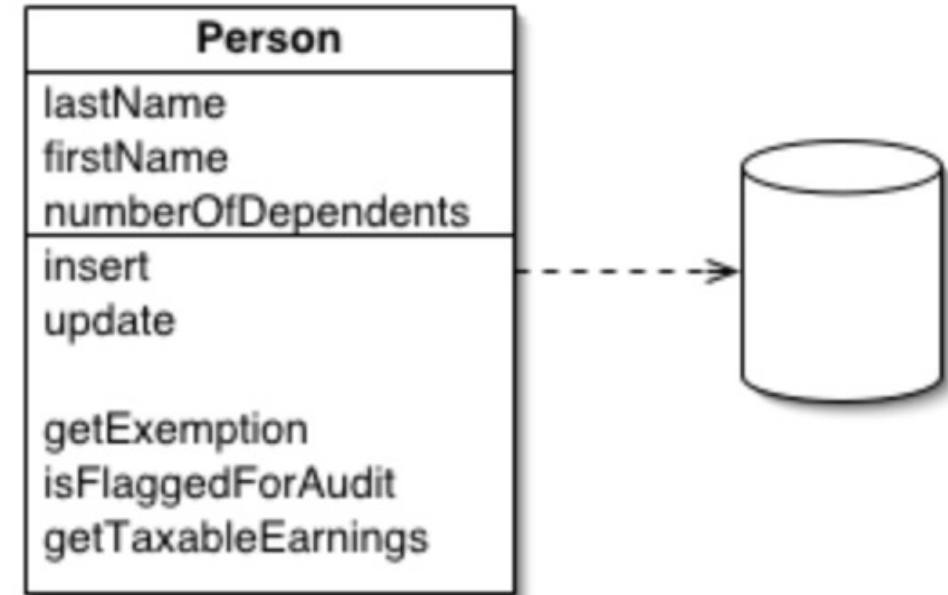 Person
lastName
firstName
numberOfDependents
insert
update
getExemption
isFlaggedForAudit
getTaxableEarnings